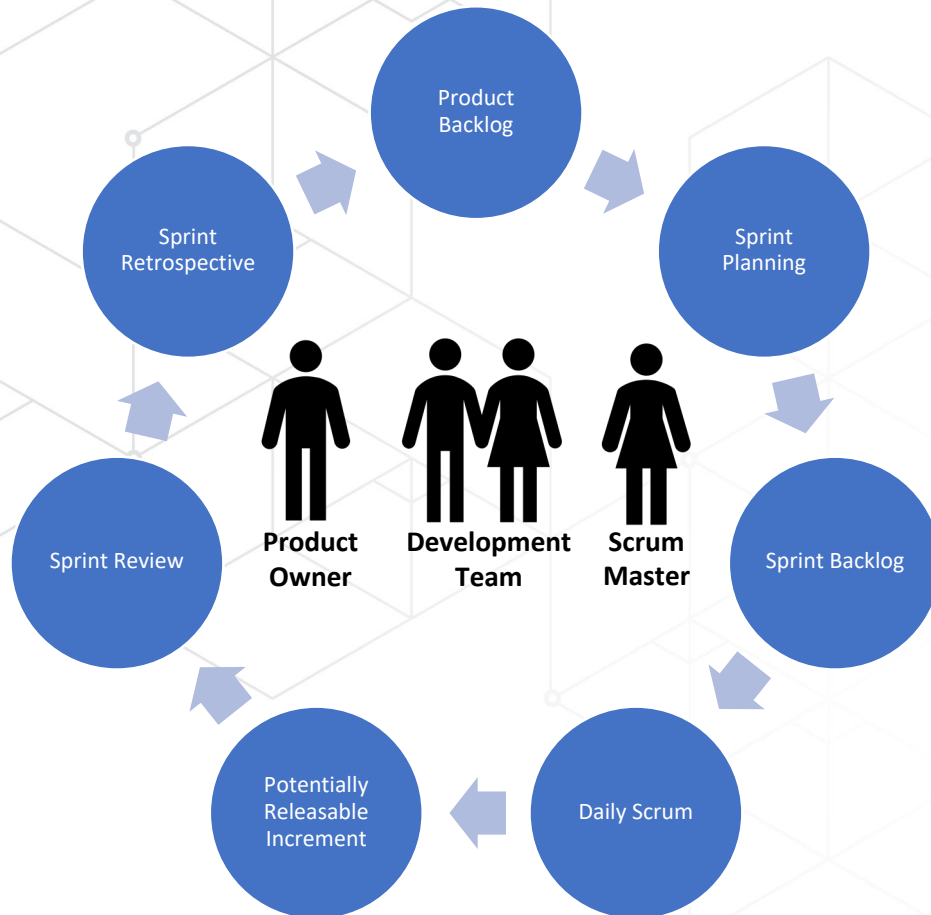 Product
Backlog
Sprint
Planning
Sprint Backlog
Daily Scrum
Potentially
Releasable
Increment
Sprint Review
Sprint
Retrospective
Product
Owner
Development
Team
Scrum
Master